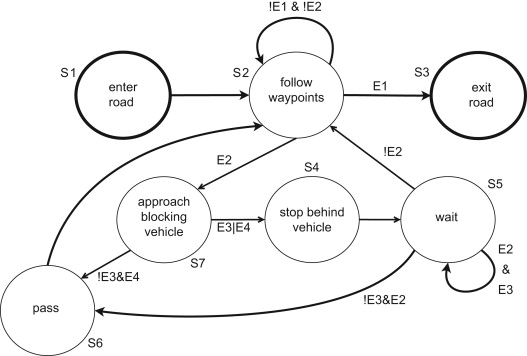 !E1 & !E2
S1
enter
road
S2
follow
waypoints
E1
S3
exit
road
E2
!E2
S4
S5
approach
blocking
vehicle
E3|E4
stop behind
vehicle
wait
S7
E2
&
E3
!E3&E4
!E3&E2
pass
S6